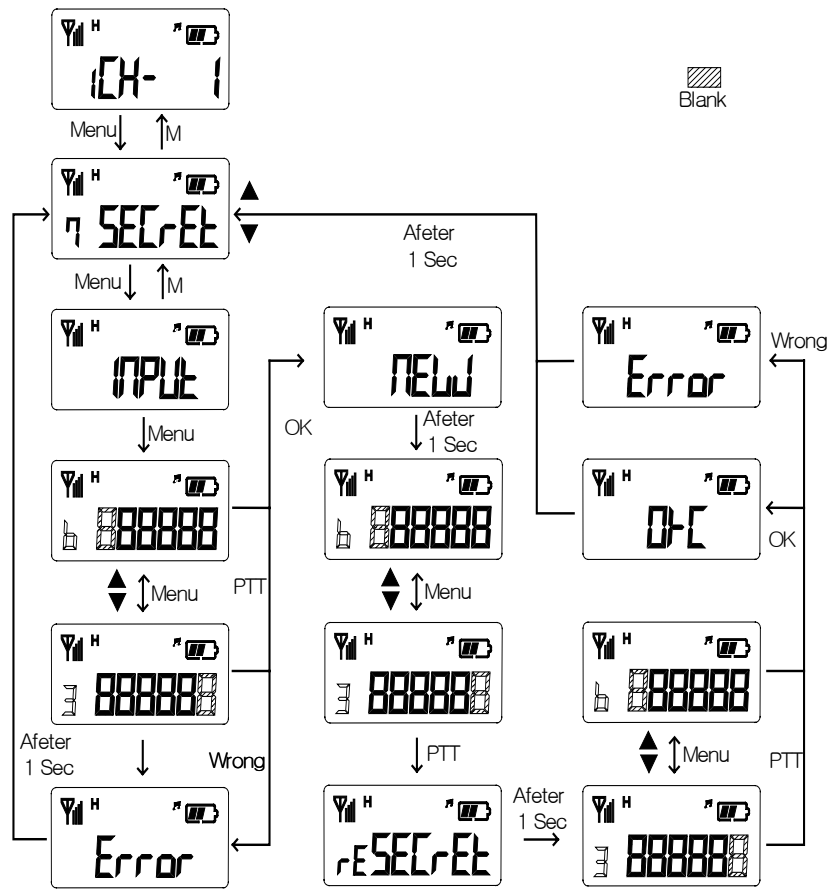 H
1CH- 1
Blank
Menu
M
H
7 SECrEt
Afeter
1 Sec
Menu
M
H
INPUt
H
NEW
H
Error
Wrong
OK
Menu
Afeter
1 Sec
H
b 888888
H
b 888888
H
OK
PTT
Menu
Menu
H
3 888888
H
3 888888
H
b 888888
Afeter
1 Sec
Wrong
PTT
Menu
PTT
H
Error
H
rESECrEt
Afeter
1 Sec
H
3 888888